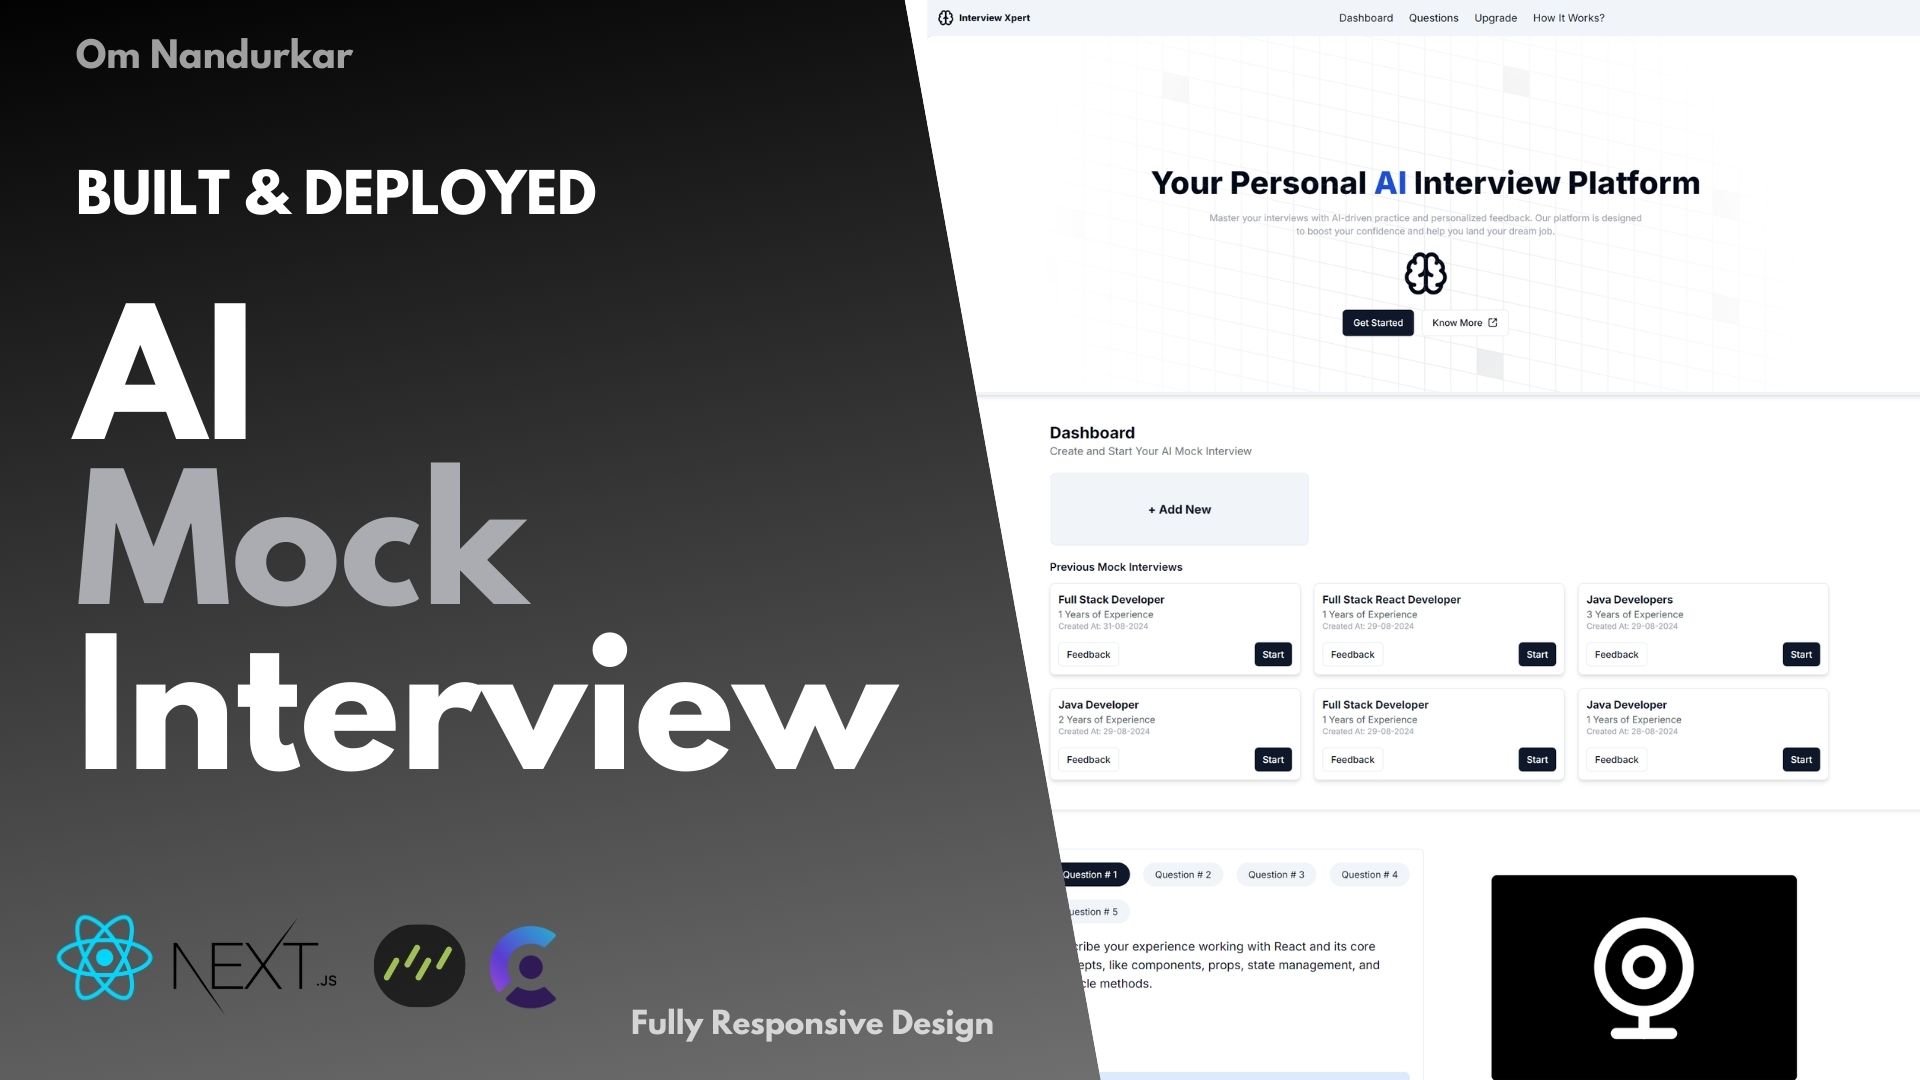 Om Nandurkar
BUILT & DEPLOYED
AI
Mock
Interview
NEXT.JS
Fully Responsive Design
Interview Xpert
Dashboard Questions Upgrade How It Works?
Your Personal AI Interview Platform
Master your interviews with AI-driven practice and personalized feedback. Our platform is designed
to boost your confidence and help you land your dream job.
Get Started Know More
Dashboard
Create and Start Your AI Mock Interview
+ Add New
Previous Mock Interviews
Full Stack Developer
1 Years of Experience
Created At: 31-08-2024
Feedback Start
Full Stack React Developer
1 Years of Experience
Created At: 29-08-2024
Feedback Start
Java Developers
3 Years of Experience
Created At: 29-08-2024
Feedback Start
Java Developer
2 Years of Experience
Created At: 29-08-2024
Feedback Start
Full Stack Developer
1 Years of Experience
Created At: 29-08-2024
Feedback Start
Java Developer
1 Years of Experience
Created At: 28-08-2024
Feedback Start
Question # 1 Question # 2 Question # 3 Question # 4
uestion # 5
cribe your experience working with React and its core
epts, like components, props, state management, and
cle methods.